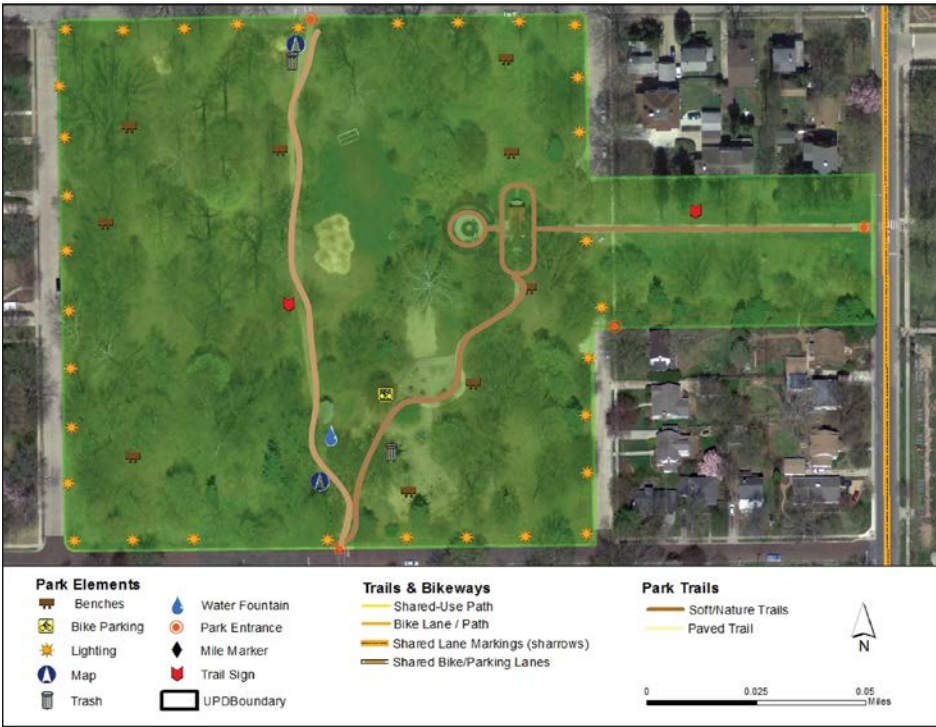 Park Elements
Benches
Bike Parking
Lighting
Map
Trash
Water Fountain
Park Entrance
Mile Marker
Trail Sign
UPDBoundary
Trails & Bikeways
Shared-Use Path
Bike Lane / Path
Shared Lane Markings (sharrows)
Shared Bike/Parking Lanes
Park Trails
Soft/Nature Trails
Paved Trail
N
0 0.025 0.05
Miles